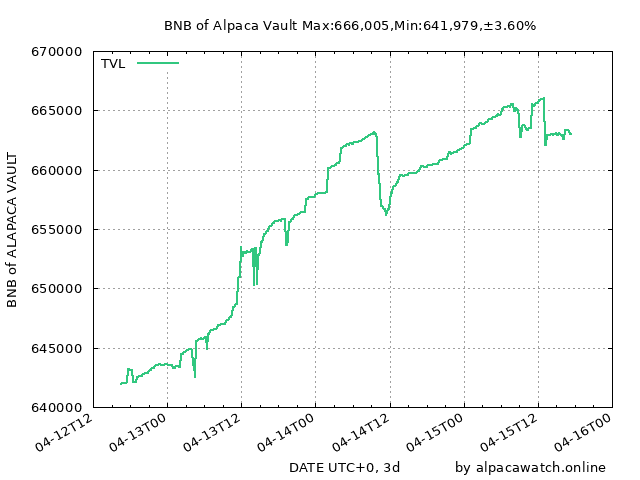 BNB of Alpaca Vault Max:666,005,Min:641,979,±3.60%
670000
TVL
665000
660000
655000
650000
645000
640000
BNB of ALAPACA VAULT
04-12T12
04-13T00
04-13T12
04-14T00
04-14T12
04-15T00
04-15T12
04-16T00
DATE UTC+0, 3d
by alpacawatch.online